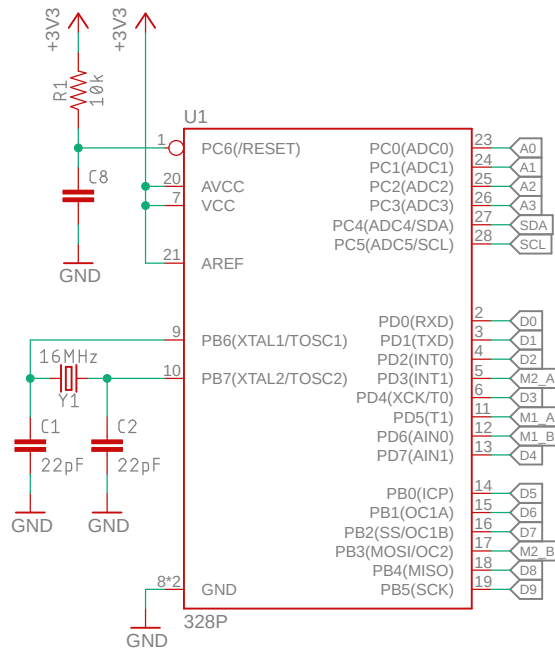 +3V3
+3V3
R1
10k
U1
C8
GND
1 PC6(/RESET)
20 AVCC
7 VCC
21 AREF
9 PB6(XTAL1/TOSC1)
10 PB7(XTAL2/TOSC2)
16MHz
Y1
C1
22pF
C2
22pF
GND
GND
8*2 GND
GND
328P
PC0(ADC0) 23 A0
PC1(ADC1) 24 A1
PC2(ADC2) 25 A2
PC3(ADC3) 26 A3
PC4(ADC4/SDA) 27 SDA
PC5(ADC5/SCL) 28 SCL
PD0(RXD) 2 D0
PD1(TXD) 3 D1
PD2(INT0) 4 D2
PD3(INT1) 5 M2_A
PD4(XCK/T0) 6 D3
PD5(T1) 11 M1_A
PD6(AIN0) 12 M1_B
PD7(AIN1) 13 D4
PB0(ICP) 14 D5
PB1(OC1A) 15 D6
PB2(SS/OC1B) 16 D7
PB3(MOSI/OC2) 17 M2_B
PB4(MISO) 18 D8
PB5(SCK) 19 D9